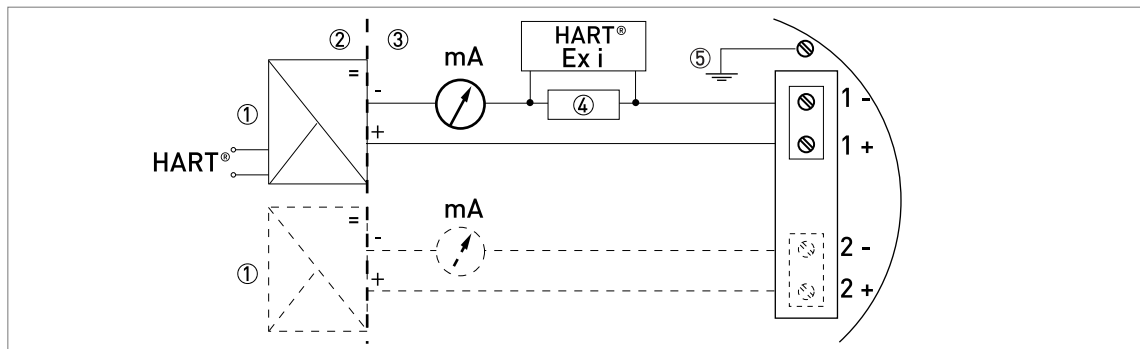 ② ③ mA HART® Ex i ⑤
= - ④ 1 -
①
+ 1 +
HART®
= mA
- 2 -
①
+ 2 +